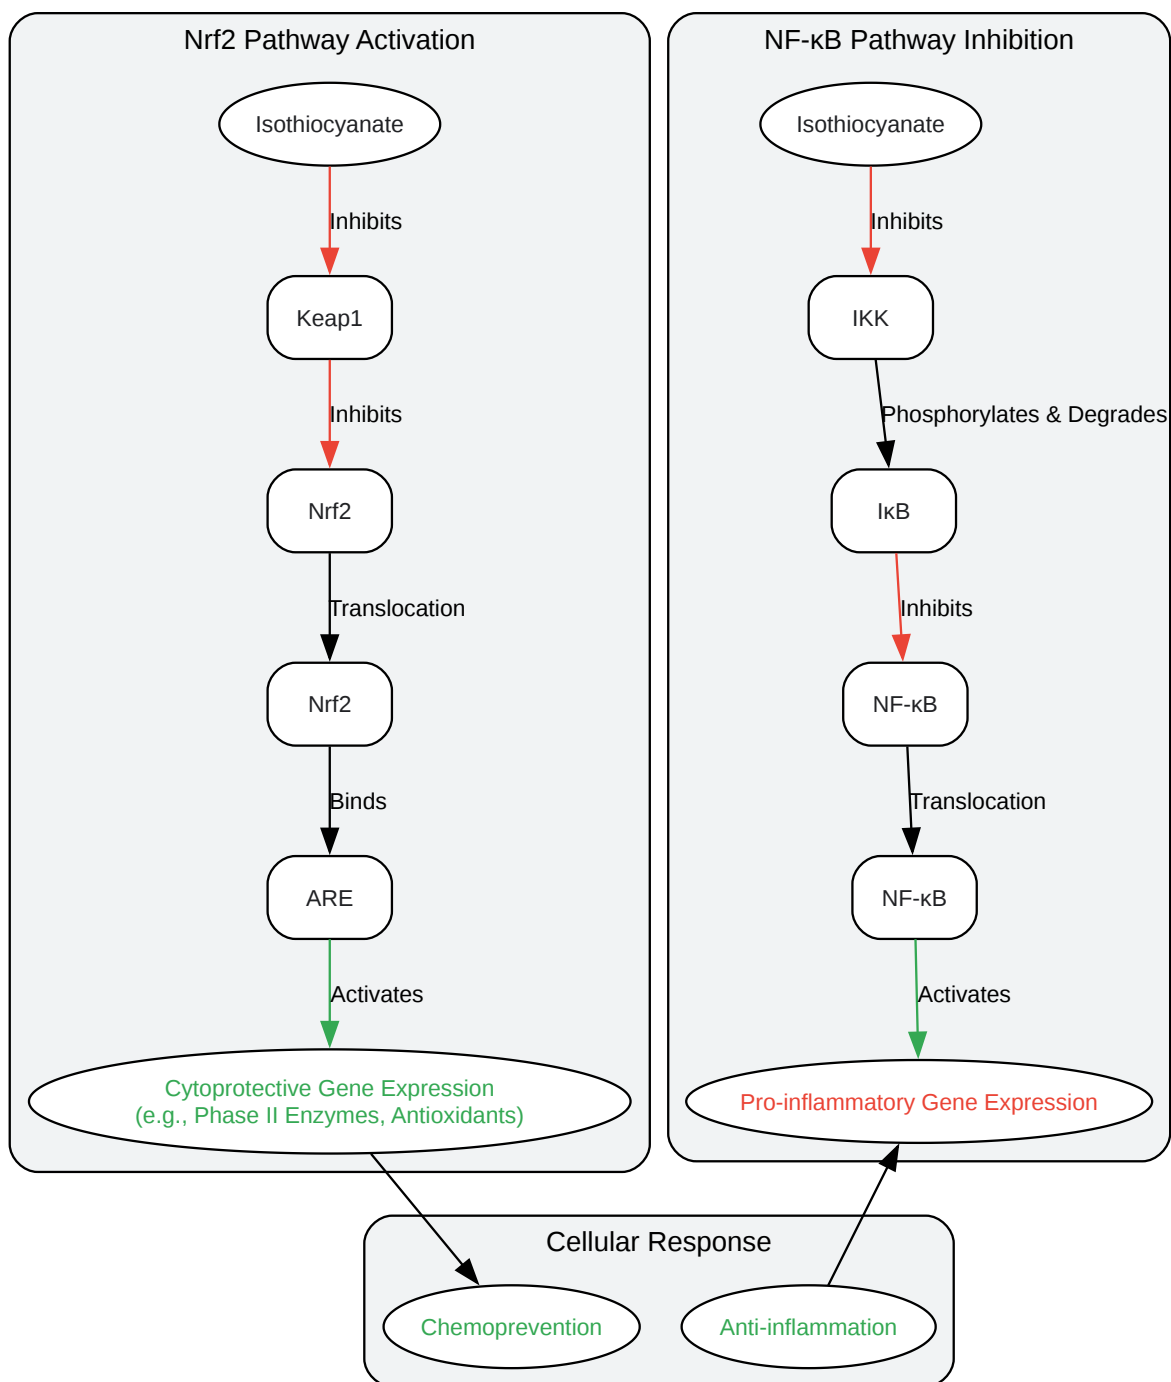 Nrf2 Pathway Activation
Isothiocyanate
Inhibits
Keap1
Inhibits
Nrf2
Translocation
Nrf2
Binds
ARE
Activates
Cytoprotective Gene Expression
(e.g., Phase II Enzymes, Antioxidants)
NF-κB Pathway Inhibition
Isothiocyanate
Inhibits
IKK
Phosphorylates & Degrades
IκB
Inhibits
NF-κB
Translocation
NF-κB
Activates
Pro-inflammatory Gene Expression
Cellular Response
Chemoprevention
Anti-inflammation